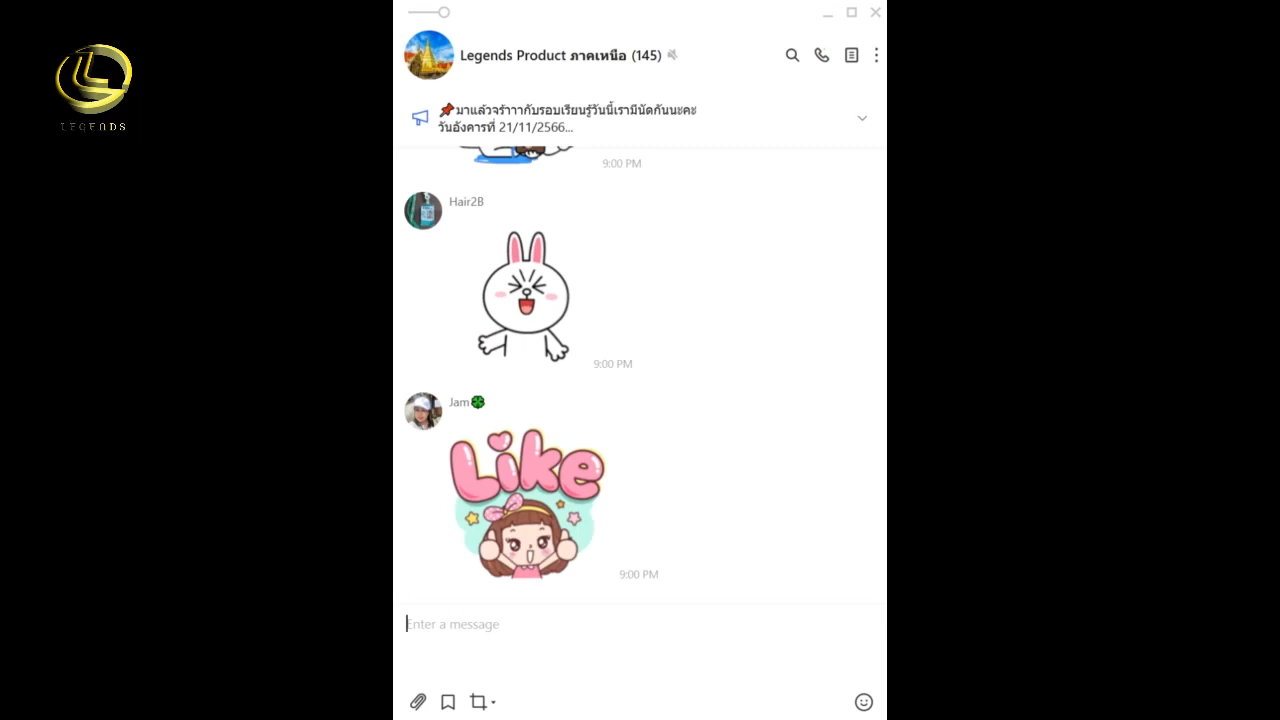 LEGENDS
Legends Product ภาคเหนือ (145)
📌มาแล้วจร้าาากับรอบเรียนรู้วันนี้เรามีนัดกันนะคะ
วันอังคารที่ 21/11/2566...
9:00 PM
Hair2B
9:00 PM
Jam🍀
Like
9:00 PM
Enter a message